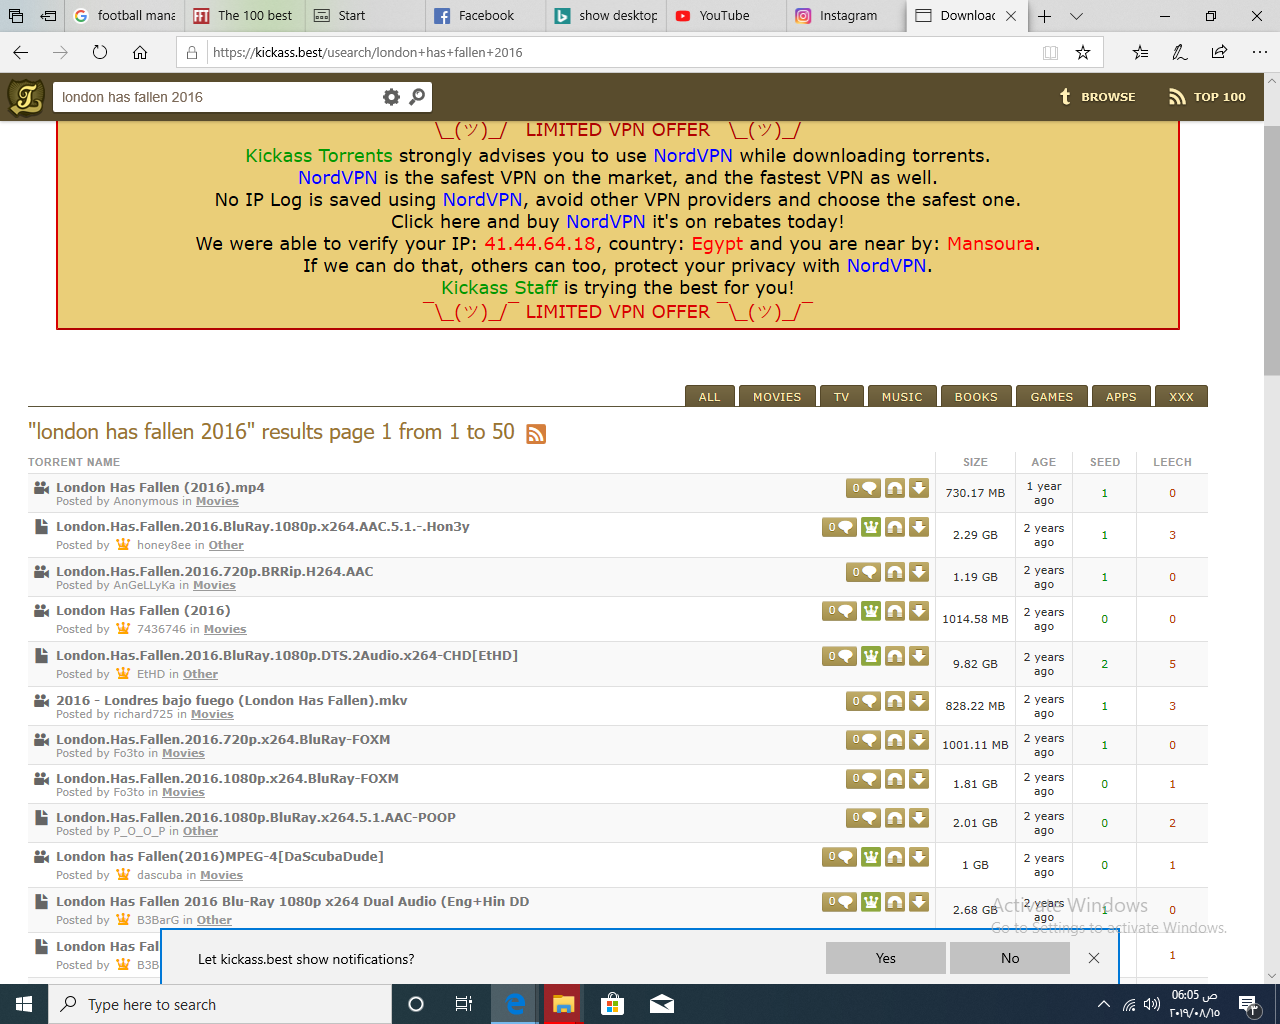 football mana
The 100 best
Start
Facebook
show desktop
YouTube
Instagram
Downloac
https://kickass.best/usearch/london+has+fallen+2016
london has fallen 2016
BROWSE
TOP 100
\_(ツ)_/ LIMITED VPN OFFER \_(ツ)_/
Kickass Torrents strongly advises you to use NordVPN while downloading torrents.
NordVPN is the safest VPN on the market, and the fastest VPN as well.
No IP Log is saved using NordVPN, avoid other VPN providers and choose the safest one.
Click here and buy NordVPN it's on rebates today!
We were able to verify your IP: 41.44.64.18, country: Egypt and you are near by: Mansoura.
If we can do that, others can too, protect your privacy with NordVPN.
Kickass Staff is trying the best for you!
¯\_(ツ)_/¯ LIMITED VPN OFFER ¯\_(ツ)_/¯
ALL MOVIES TV MUSIC BOOKS GAMES APPS XXX
"london has fallen 2016" results page 1 from 1 to 50
TORRENT NAME SIZE AGE SEED LEECH
London Has Fallen (2016).mp4
Posted by Anonymous in Movies
0 730.17 MB 1 year ago 1 0
London.Has.Fallen.2016.BluRay.1080p.x264.AAC.5.1.-.Hon3y
Posted by honey8ee in Other
0 2.29 GB 2 years ago 1 3
London.Has.Fallen.2016.720p.BRRip.H264.AAC
Posted by AnGeLLyKa in Movies
0 1.19 GB 2 years ago 1 0
London Has Fallen (2016)
Posted by 7436746 in Movies
0 1014.58 MB 2 years ago 0 0
London.Has.Fallen.2016.BluRay.1080p.DTS.2Audio.x264-CHD[EtHD]
Posted by EtHD in Other
0 9.82 GB 2 years ago 2 5
2016 - Londres bajo fuego (London Has Fallen).mkv
Posted by richard725 in Movies
0 828.22 MB 2 years ago 1 3
London.Has.Fallen.2016.720p.x264.BluRay-FOXM
Posted by Fo3to in Movies
0 1001.11 MB 2 years ago 1 0
London.Has.Fallen.2016.1080p.x264.BluRay-FOXM
Posted by Fo3to in Movies
0 1.81 GB 2 years ago 0 1
London.Has.Fallen.2016.1080p.BluRay.x264.5.1.AAC-POOP
Posted by P_O_O_P in Other
0 2.01 GB 2 years ago 0 2
London has Fallen(2016)MPEG-4[DaScubaDude]
Posted by dascuba in Movies
0 1 GB 2 years ago 0 1
London Has Fallen 2016 Blu-Ray 1080p x264 Dual Audio (Eng+Hin DD
Posted by B3BarG in Other
0 2.68 GB 2 years ago 1 0
London Has Fal
Posted by B3B
1
Activate Windows
Go to Settings to activate Windows.
Let kickass.best show notifications?
Yes
No
Type here to search
06:05 ص
٢٠١٩/٠٨/١٥
٢